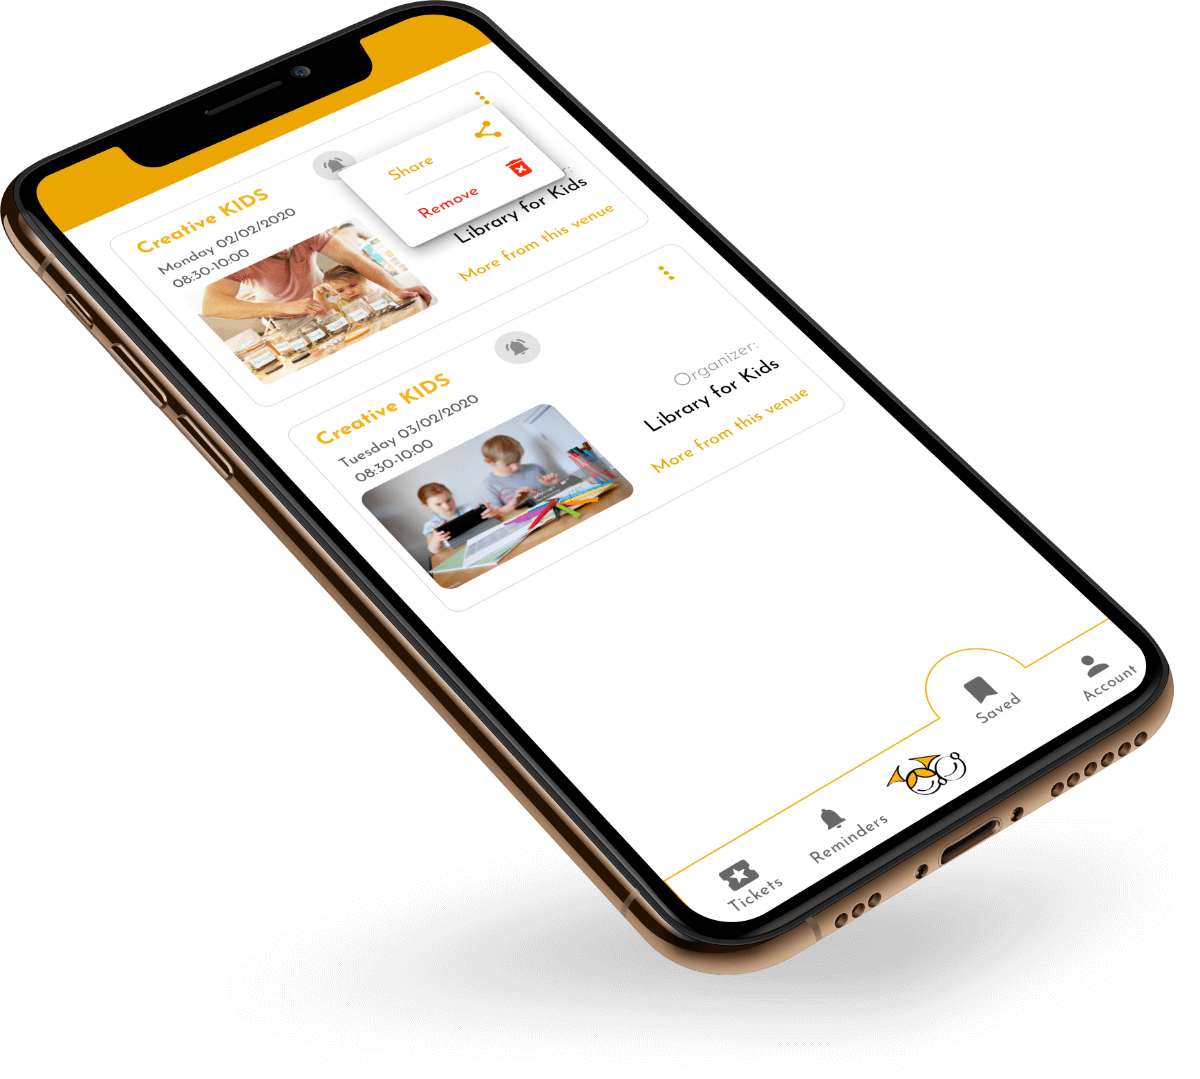 Share
Remove
Creative KIDS
Monday 02/02/2020
08:30-10:00
r:
Library for Kids
More from this venue
Creative KIDS
Tuesday 03/02/2020
08:30-10:00
Organizer:
Library for Kids
More from this venue
Tickets
Reminders
Saved
Account